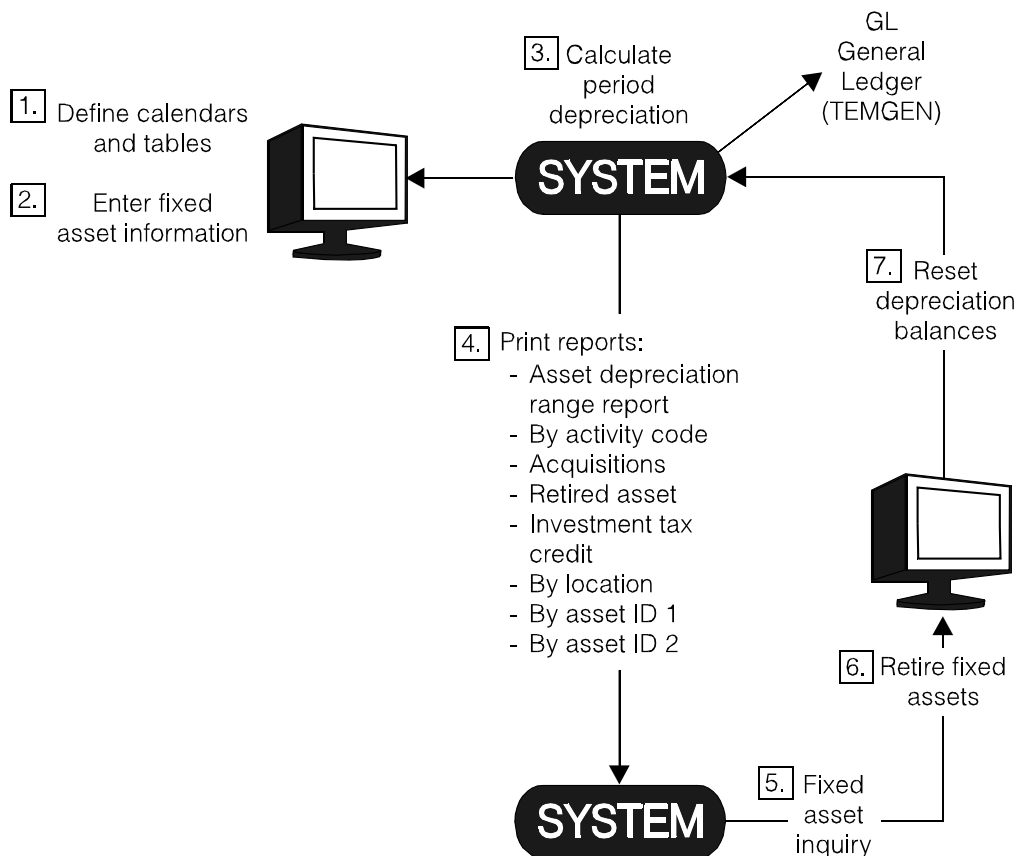 1. Define calendars
and tables
2. Enter fixed
asset information
3. Calculate
period
depreciation
SYSTEM
GL
General
Ledger
(TEMGEN)
4. Print reports:
- Asset depreciation
range report
- By activity code
- Acquisitions
- Retired asset
- Investment tax
credit
- By location
- By asset ID 1
- By asset ID 2
SYSTEM
5. Fixed
asset
inquiry
6. Retire fixed
assets
7. Reset
depreciation
balances